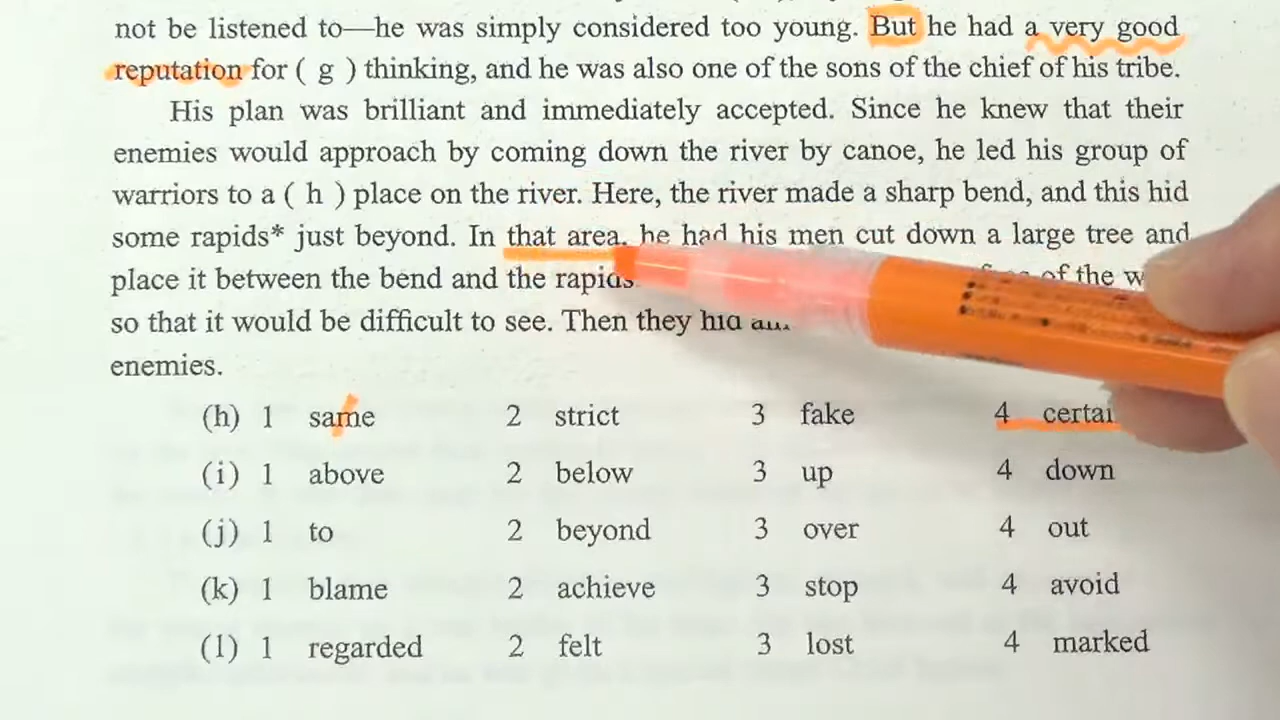 not be listened to—he was simply considered too young. But he had a very good
reputation for ( g ) thinking, and he was also one of the sons of the chief of his tribe.
His plan was brilliant and immediately accepted. Since he knew that their
enemies would approach by coming down the river by canoe, he led his group of
warriors to a ( h ) place on the river. Here, the river made a sharp bend, and this hid
some rapids* just beyond. In that area, he had his men cut down a large tree and
place it between the bend and the rapids of the
so that it would be difficult to see. Then they hid
enemies.
(h) 1 same 2 strict 3 fake 4
(i) 1 above 2 below 3 up 4 down
(j) 1 to 2 beyond 3 over 4 out
(k) 1 blame 2 achieve 3 stop 4 avoid
(l) 1 regarded 2 felt 3 lost 4 marked